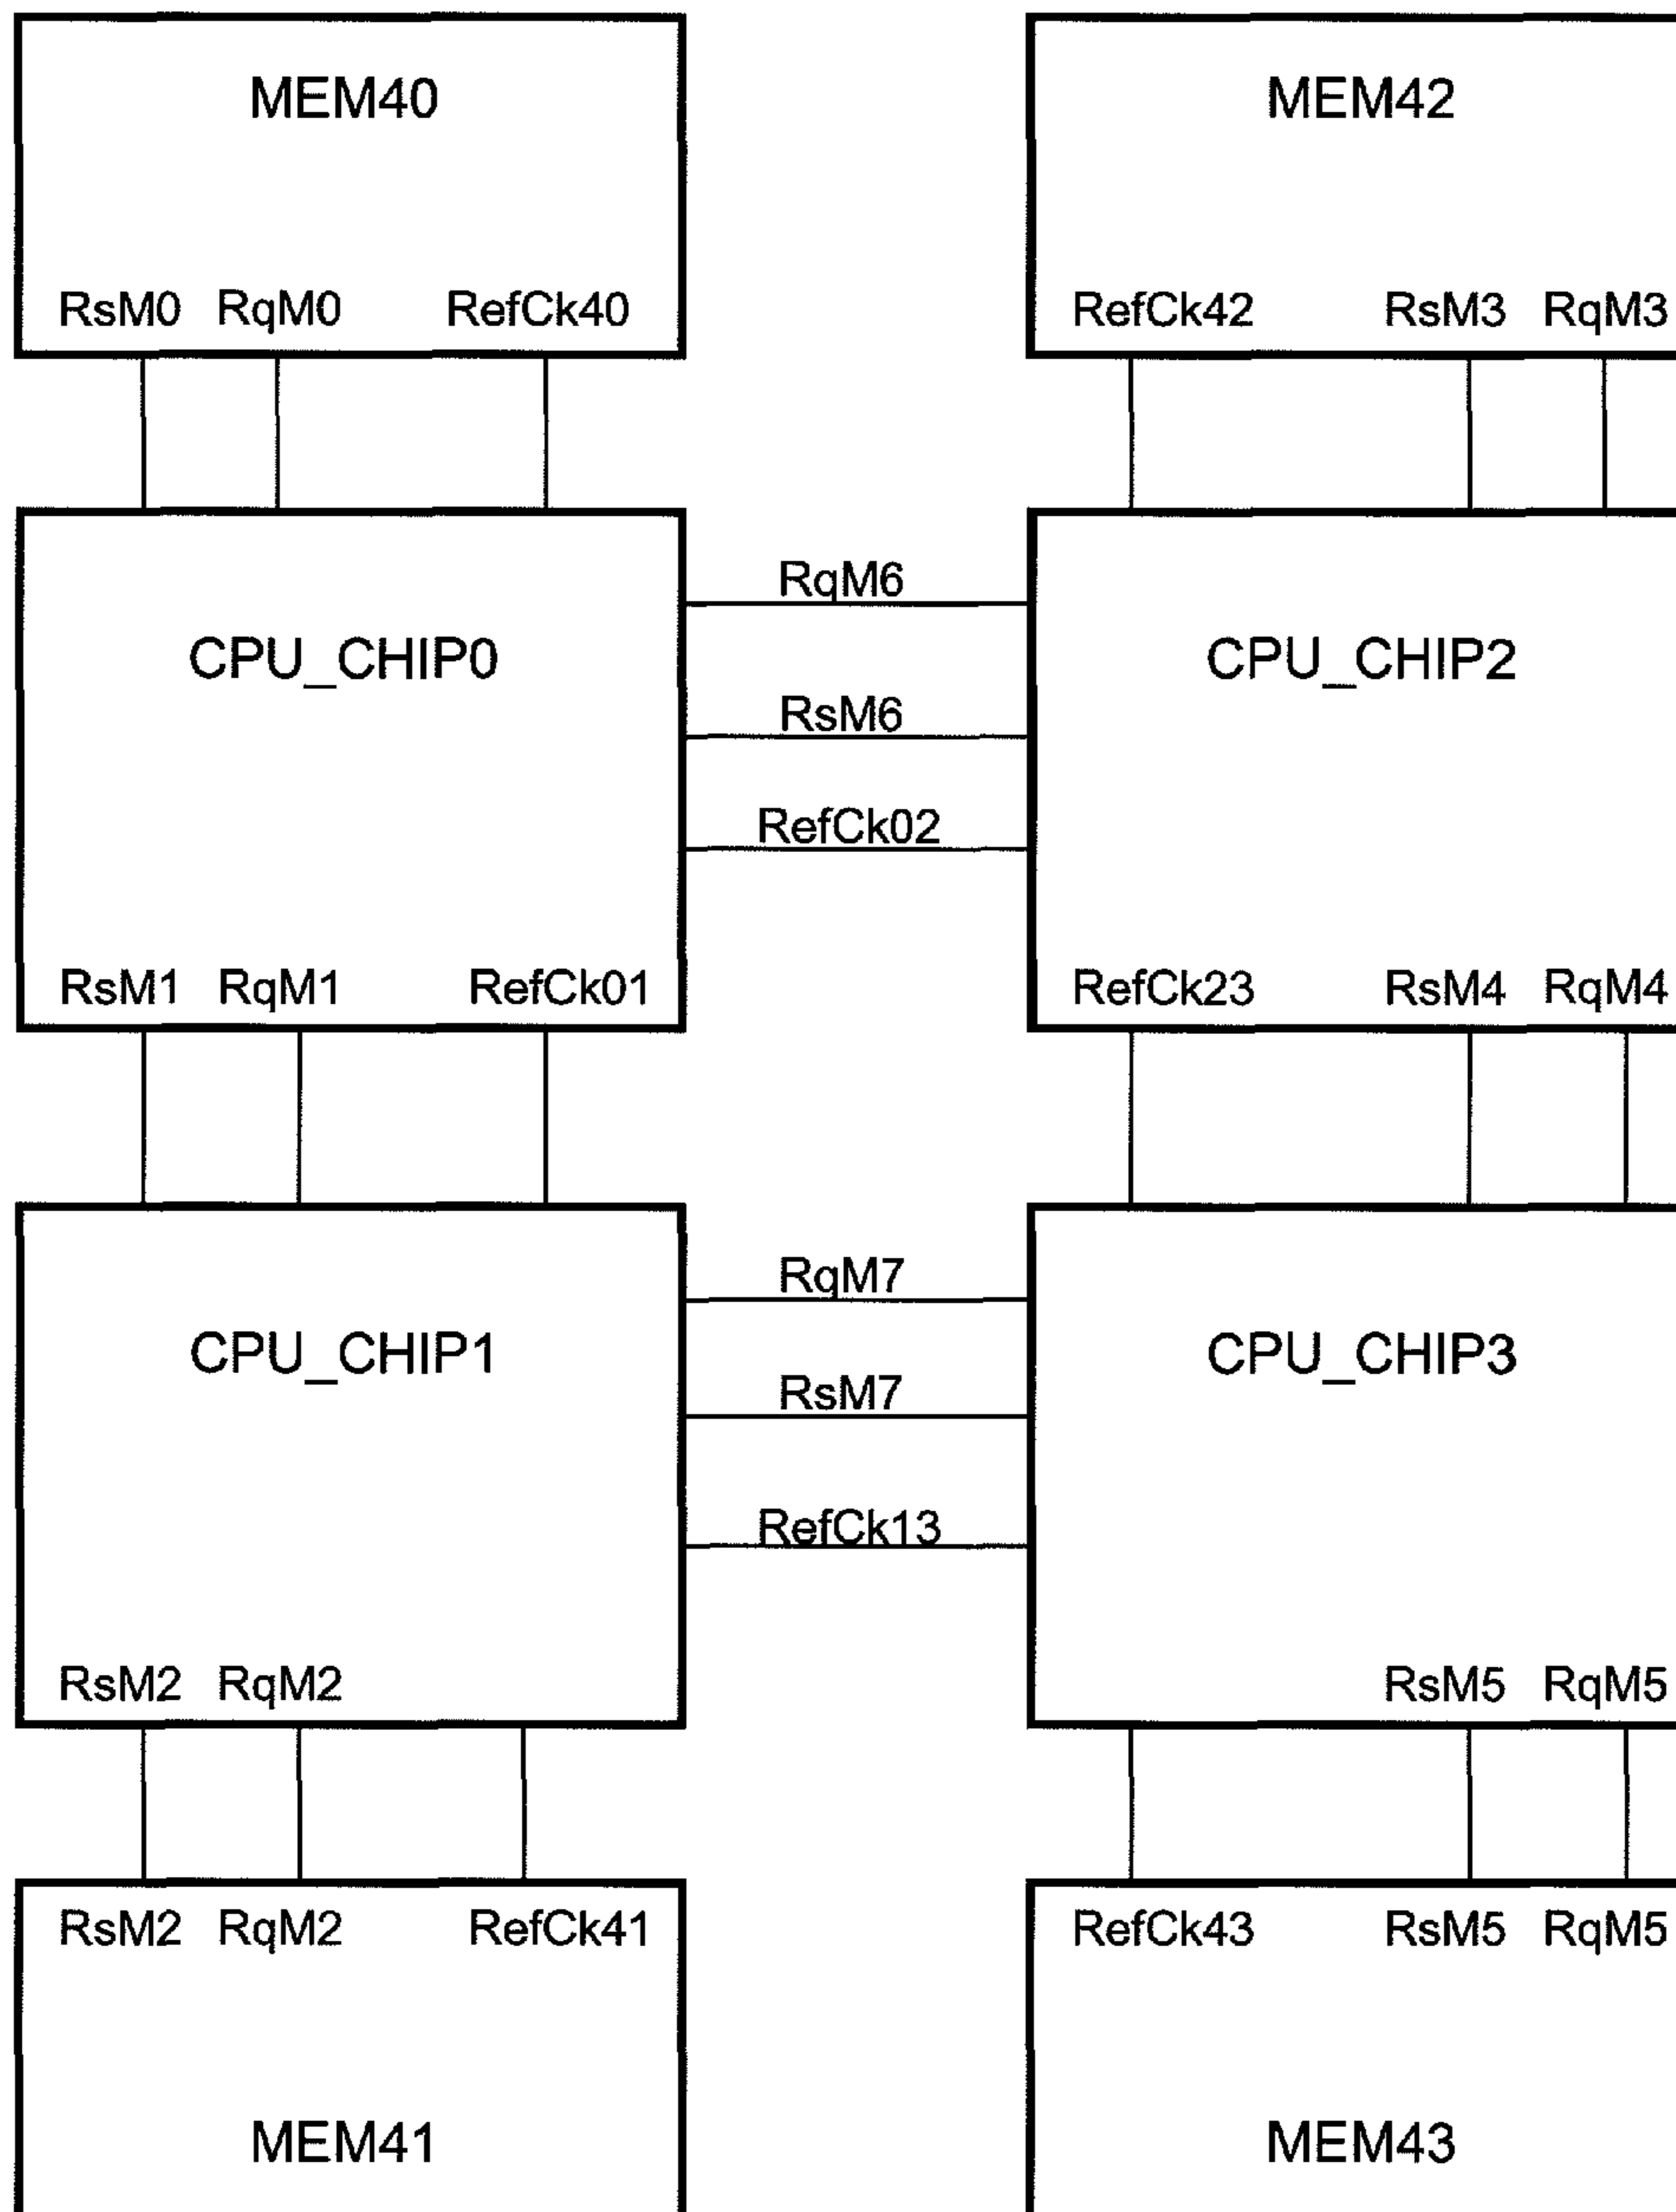 MEM40
MEM42
RsM0 RqM0 RefCk40
RefCk42 RsM3 RqM3
RqM6
CPU_CHIP0
CPU_CHIP2
RsM6
RefCk02
RsM1 RqM1 RefCk01
RefCk23 RsM4 RqM4
RqM7
CPU_CHIP1
CPU_CHIP3
RsM7
RefCk13
RsM2 RqM2
RsM5 RqM5
RsM2 RqM2 RefCk41
RefCk43 RsM5 RqM5
MEM41
MEM43